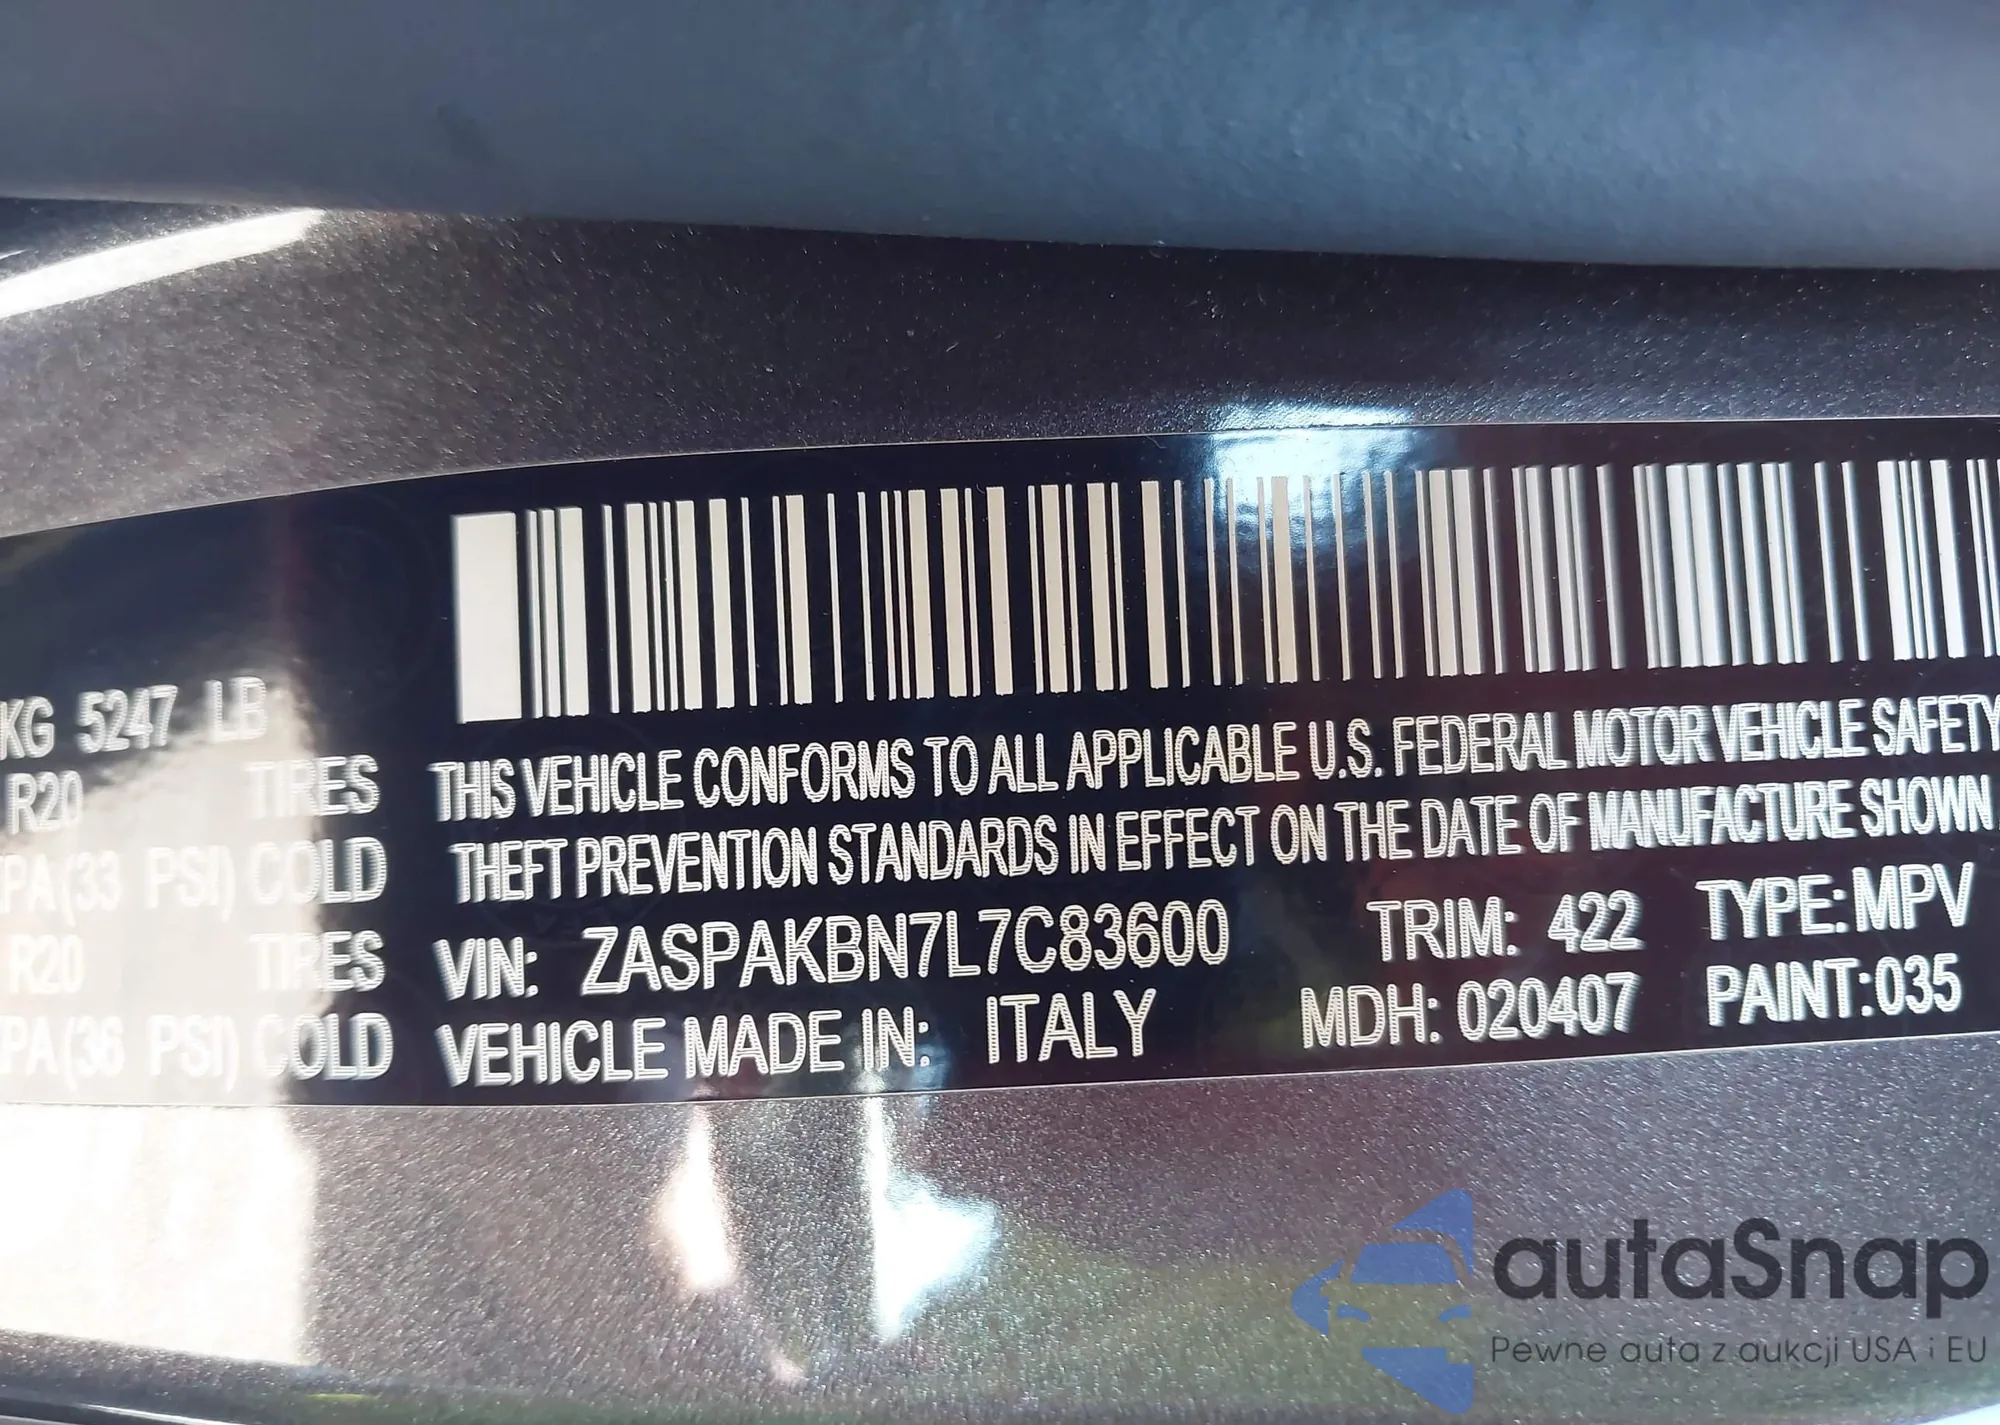 KG 5247 LB
R20 TIRES
PA(33 PSI) COLD
R20 TIRES
PA(36 PSI) COLD
THIS VEHICLE CONFORMS TO ALL APPLICABLE U.S. FEDERAL MOTOR VEHICLE SAFETY
THEFT PREVENTION STANDARDS IN EFFECT ON THE DATE OF MANUFACTURE SHOWN
VIN: ZASPAKBN7L7C83600 TRIM: 422 TYPE: MPV
VEHICLE MADE IN: ITALY MDH: 020407 PAINT: 035
autaSnap
Pewne auta z aukcji USA i EU